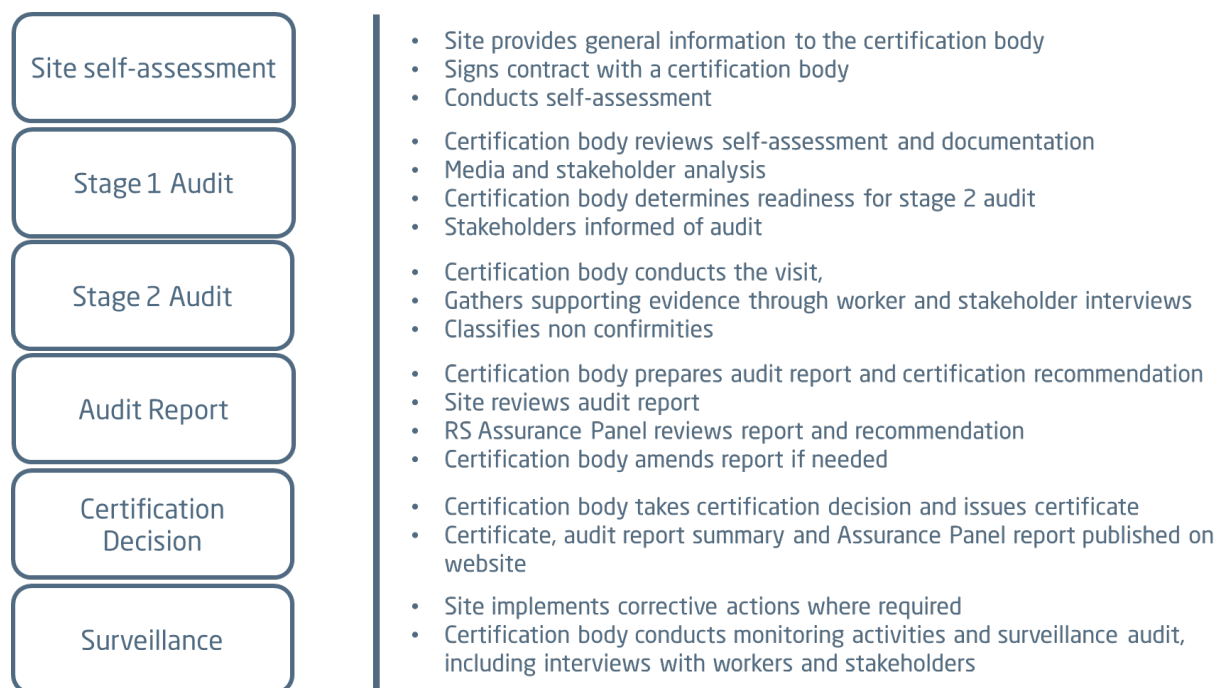 Site self-assessment
• Site provides general information to the certification body
• Signs contract with a certification body
• Conducts self-assessment
Stage 1 Audit
• Certification body reviews self-assessment and documentation
• Media and stakeholder analysis
• Certification body determines readiness for stage 2 audit
• Stakeholders informed of audit
Stage 2 Audit
• Certification body conducts the visit,
• Gathers supporting evidence through worker and stakeholder interviews
• Classifies non confirmities
Audit Report
• Certification body prepares audit report and certification recommendation
• Site reviews audit report
• RS Assurance Panel reviews report and recommendation
• Certification body amends report if needed
Certification
Decision
• Certification body takes certification decision and issues certificate
• Certificate, audit report summary and Assurance Panel report published on
website
Surveillance
• Site implements corrective actions where required
• Certification body conducts monitoring activities and surveillance audit,
including interviews with workers and stakeholders